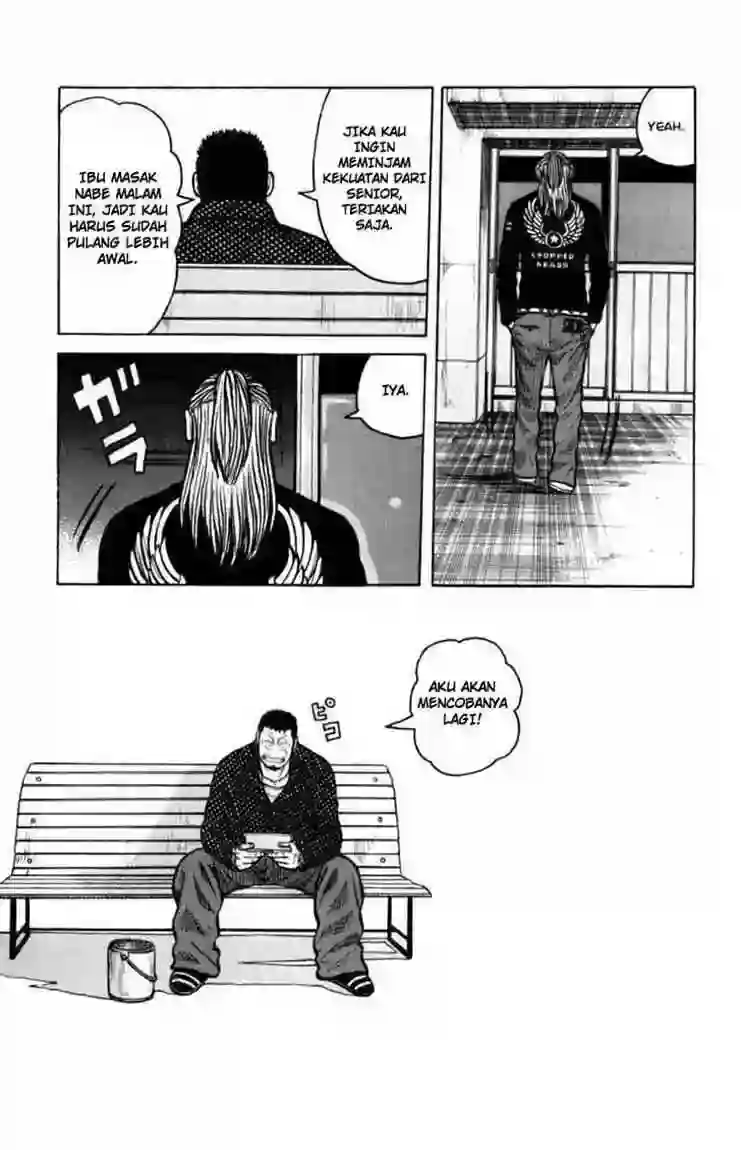 YEAH.
JIKA KAU
INGIN
MEMINJAM
KEKUATAN DARI
SENIOR,
TERIAKAN
SAJA.
IBU MASAK
NABE MALAM
INI, JADI KAU
HARUS SUDAH
PULANG LEBIH
AWAL.
IYA.
ガラ
ピコ
AKU AKAN
MENCOBANYA
LAGI!